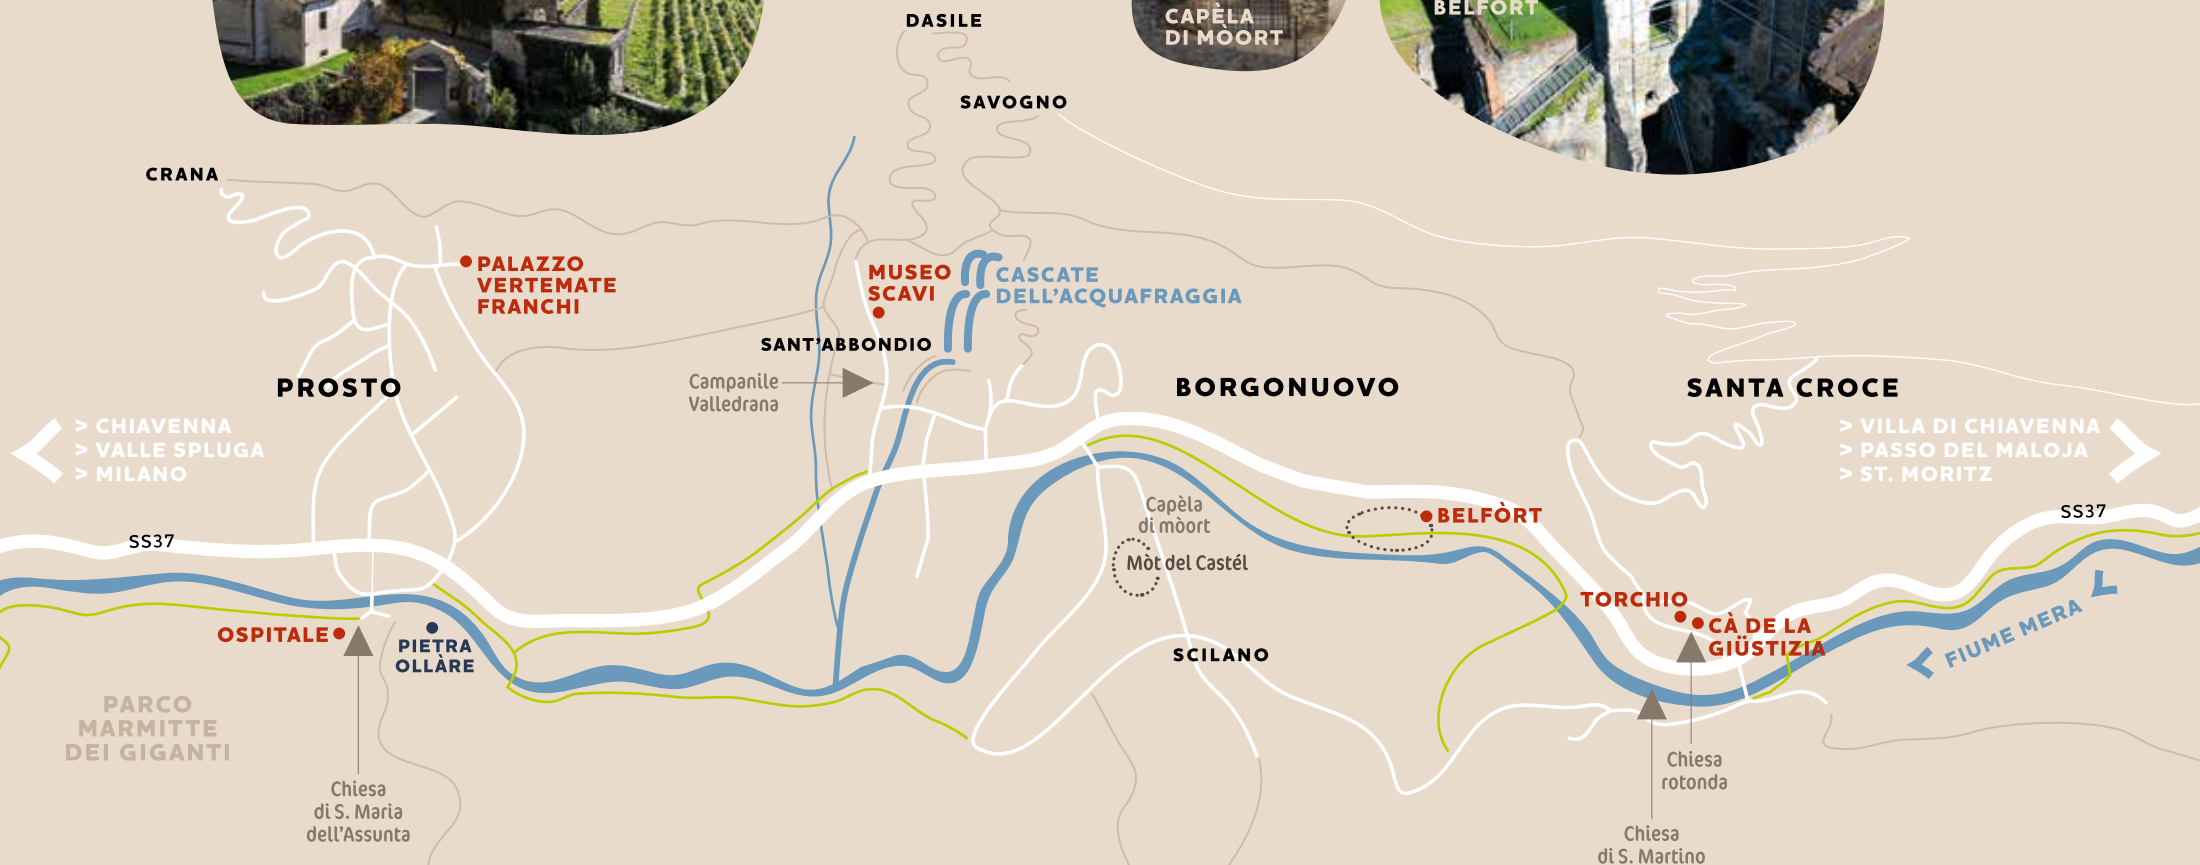 DASILE
CAPÈLA
DI MÒORT
BELFORT
SAVOGNO
CRANA
PALAZZO
VERTEMATE
FRANCHI
MUSEO
SCAVI
CASCATE
DELL'ACQUAFRAGGIA
SANT'ABBONDIO
Campanile
Valledrana
PROSTO
BORGONUOVO
SANTA CROCE
> CHIAVENNA
> VALLE SPLUGA
> MILANO
> VILLA DI CHIAVENNA
> PASSO DEL MALOJA
> ST. MORITZ
SS37
SS37
Capèla
di mòort
BELFÒRT
Mòt del Castél
TORCHIO
CÀ DE LA
GIÜSTIZIA
FIUME MERA
OSPITALE
PIETRA
OLLÀRE
SCILANO
PARCO
MARMITTE
DEI GIGANTI
Chiesa
di S. Maria
dell'Assunta
Chiesa
rotonda
Chiesa
di S. Martino